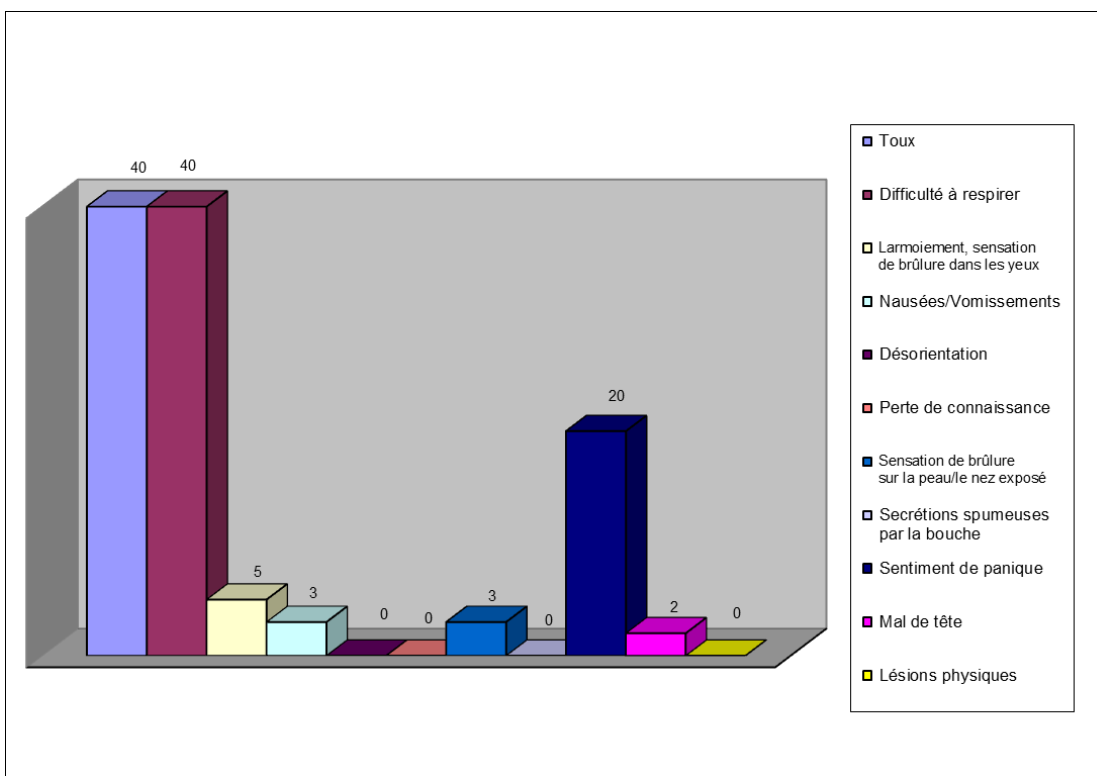 40 40
5
3
0
0
3
0
20
2
0
Toux
Difficulté à respirer
Larmoiement, sensation
de brûlure dans les yeux
Nausées/Vomissements
Désorientation
Perte de connaissance
Sensation de brûlure
sur la peau/le nez exposé
Secrétions spumeuses
par la bouche
Sentiment de panique
Mal de tête
Lésions physiques